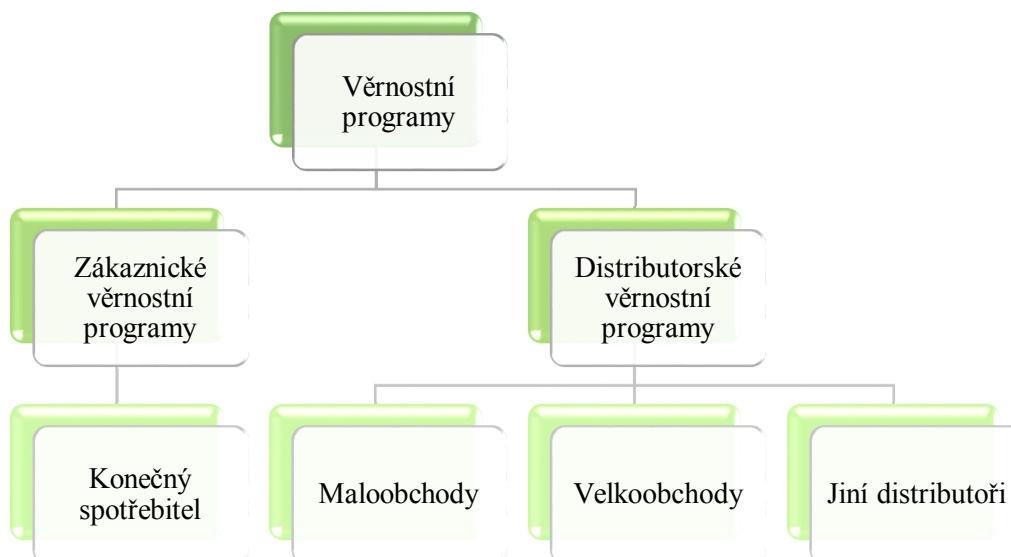 Věrnostní
programy
Zákaznické
věrnostní
programy
Distributorské
věrnostní
programy
Konečný
spotřebitel
Maloobchody
Velkoobchody
Jiní distributoři